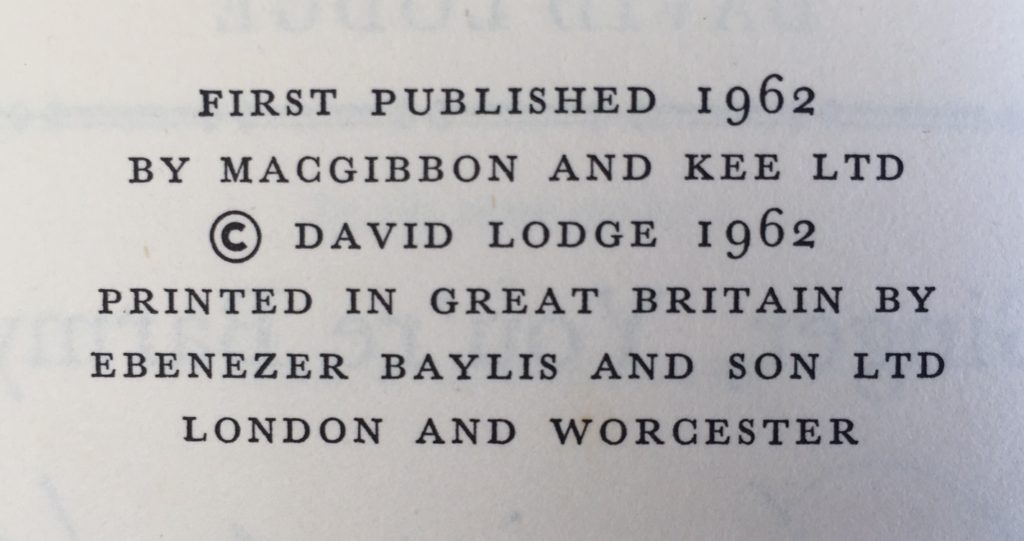 FIRST PUBLISHED 1962
BY MACGIBBON AND KEE LTD
© DAVID LODGE 1962
PRINTED IN GREAT BRITAIN BY
EBENEZER BAYLIS AND SON LTD
LONDON AND WORCESTER